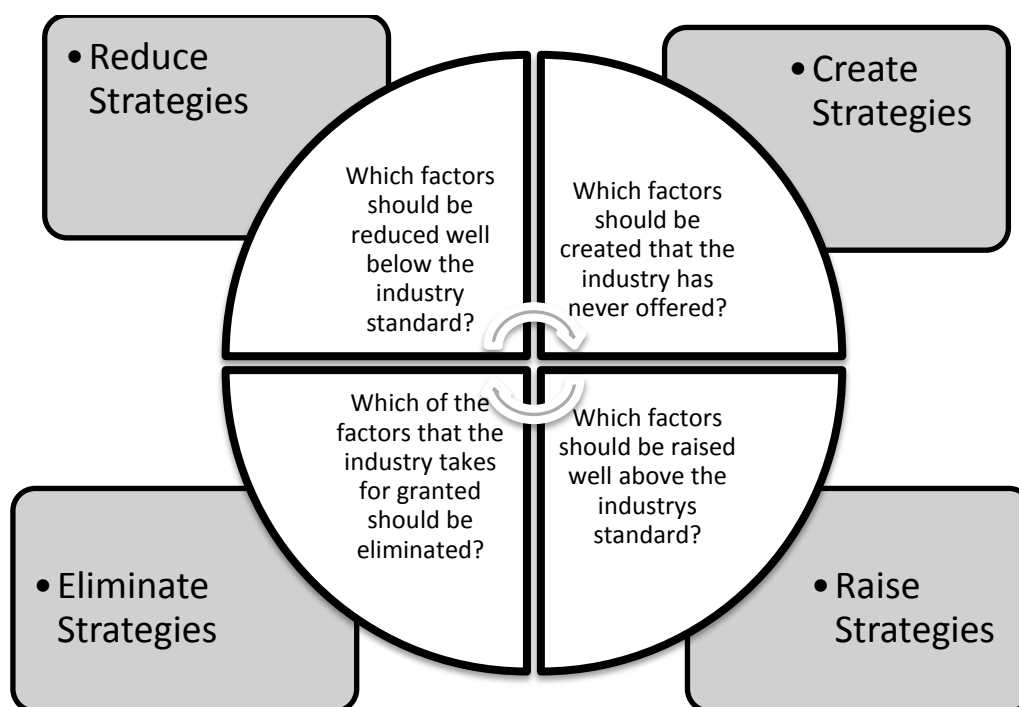 • Reduce
Strategies
• Create
Strategies
Which factors
should be
reduced well
below the
industry
standard?
Which factors
should be
created that the
industry has
never offered?
Which of the
factors that the
industry takes
for granted
should be
eliminated?
Which factors
should be raised
well above the
industrys
standard?
• Eliminate
Strategies
• Raise
Strategies